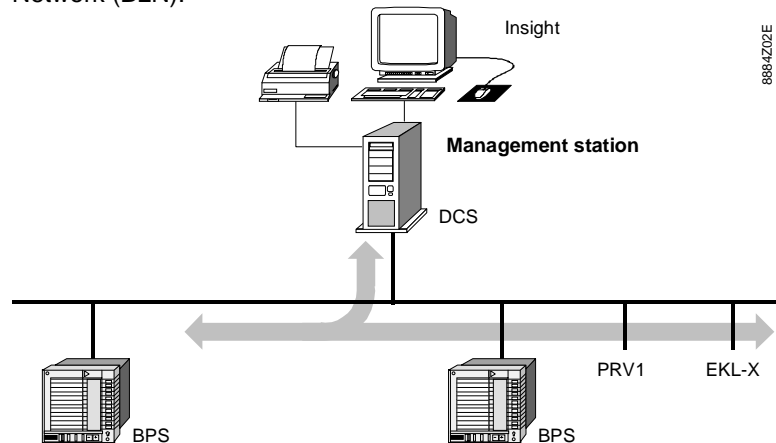 Network (BLN).
Insight
8884Z02E
Management station
DCS
PRV1
EKL-X
BPS
BPS